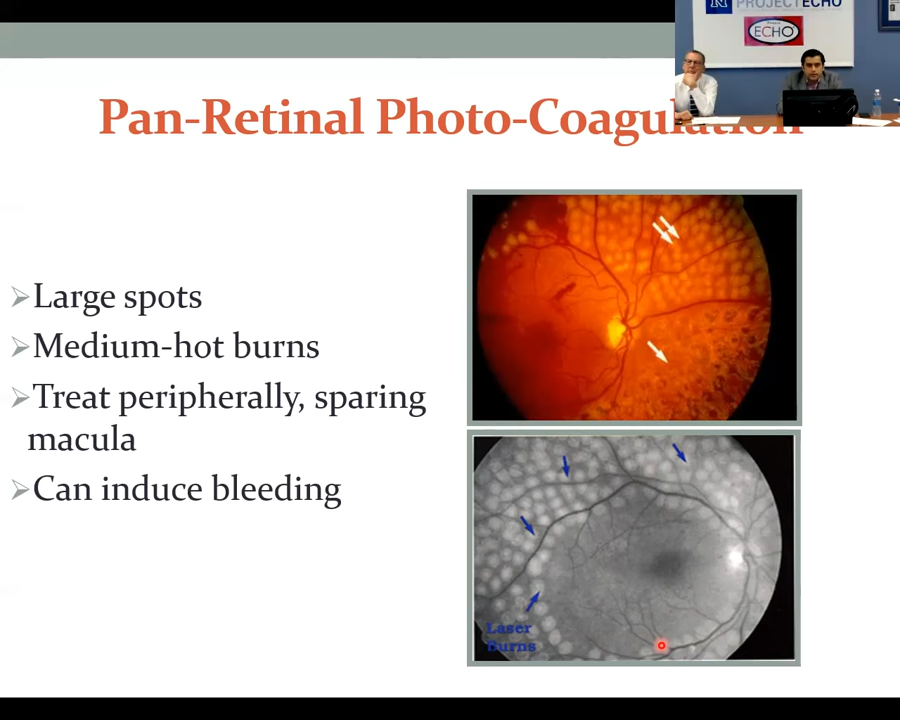 N PROJECT ECHO
ECHO
Pan-Retinal Photo-Coagulation
Large spots
Medium-hot burns
Treat peripherally, sparing
macula
Can induce bleeding
Laser
Burns